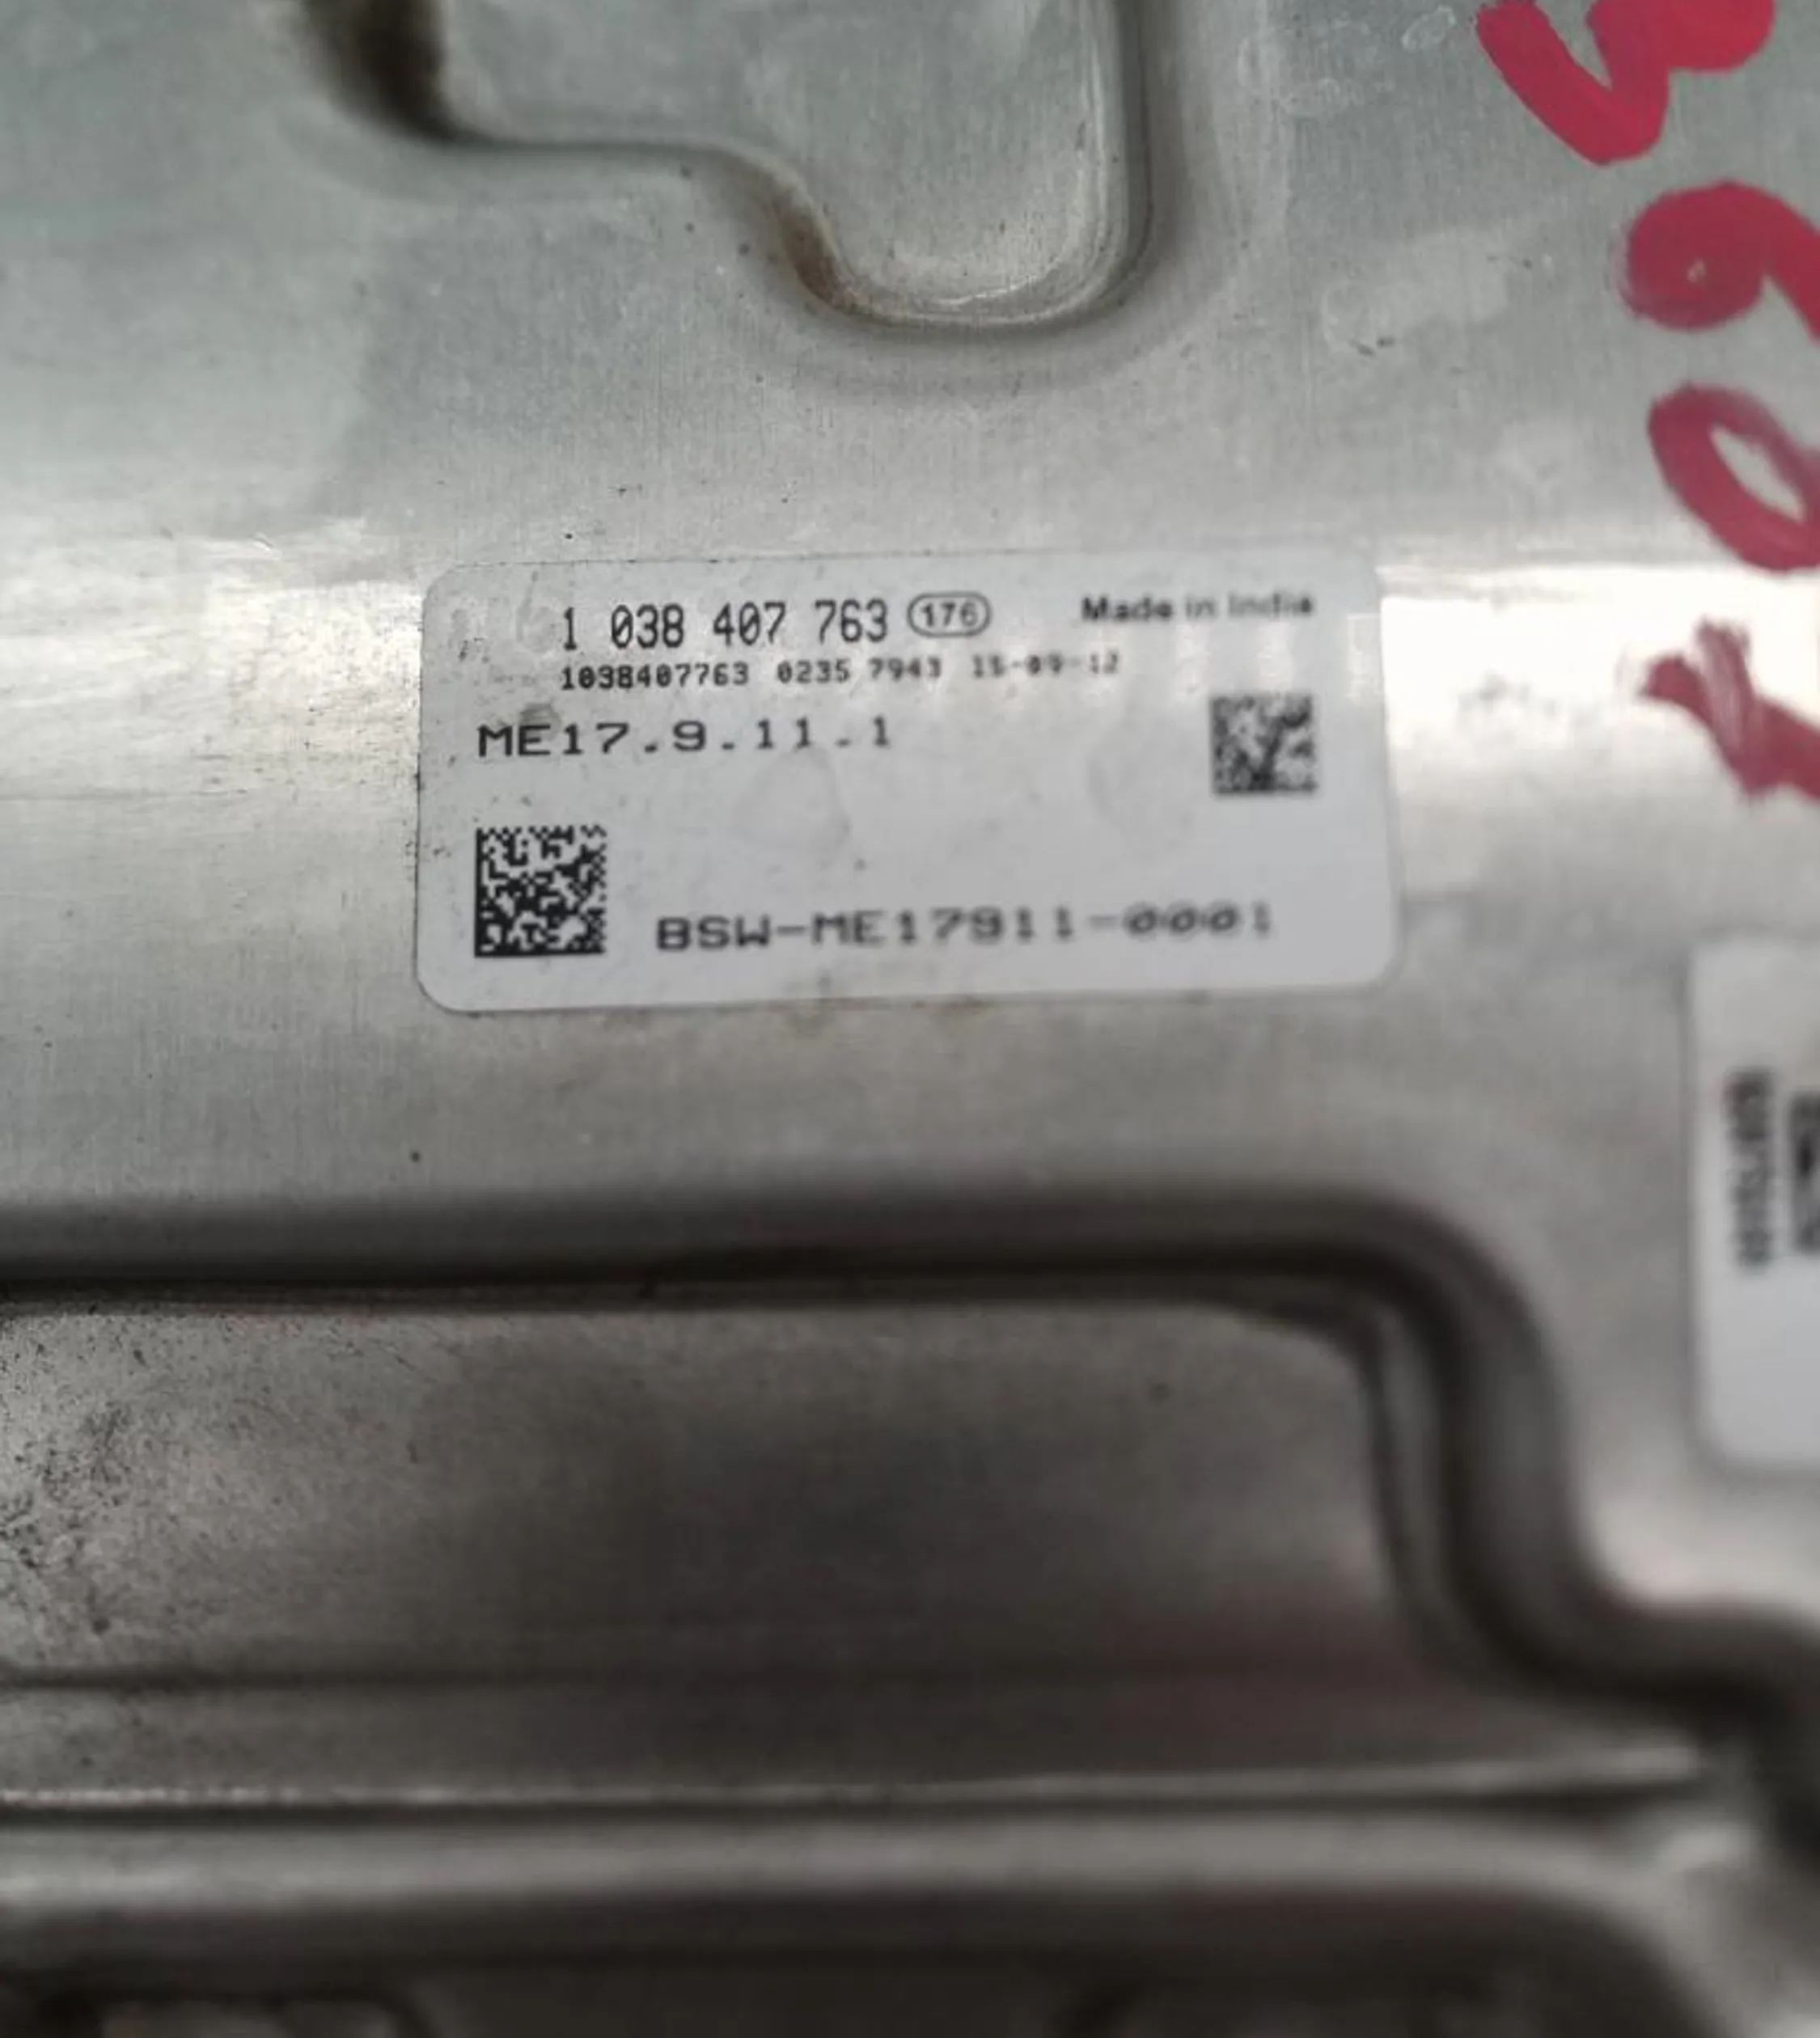 1 038 407 763 176 Made in India
1038407763 0235 7943 15-09-12
ME17.9.11.1
BSW-ME17911-0001